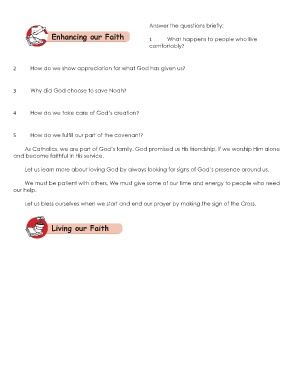 Enhancing our Faith
Answer the questions briefly:
1 What happens to people who live
comfortably?
2 How do we show appreciation for what God has given us?
3 Why did God choose to save Noah?
4 How do we take care of God's creation?
5 How do we fulfill our part of the covenant?
As Catholics, we are part of God's family. God promised us His friendship, if we worship Him alone
and become faithful in His service.
Let us learn more about loving God by always looking for signs of God's presence around us.
We must be patient with others. We must give some of our time and energy to people who need
our help.
Let us bless ourselves when we start and end our prayer by making the sign of the Cross.
Living our Faith